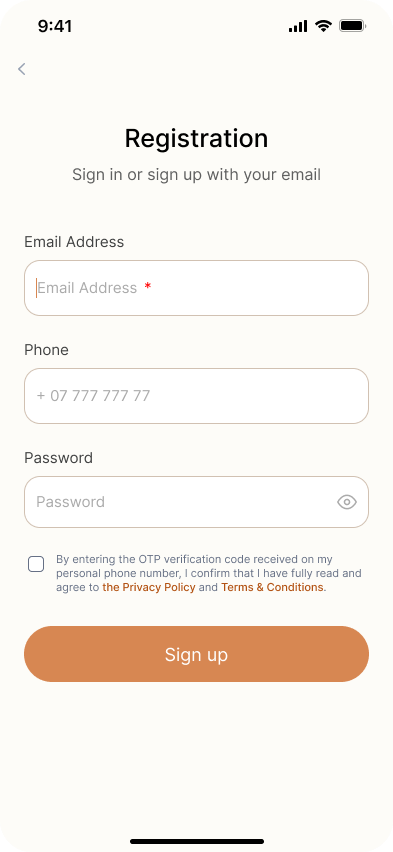 9:41
Registration
Sign in or sign up with your email
Email Address
Email Address *
Phone
+ 07 777 777 77
Password
Password
By entering the OTP verification code received on my
personal phone number, I confirm that I have fully read and
agree to the Privacy Policy and Terms & Conditions.
Sign up